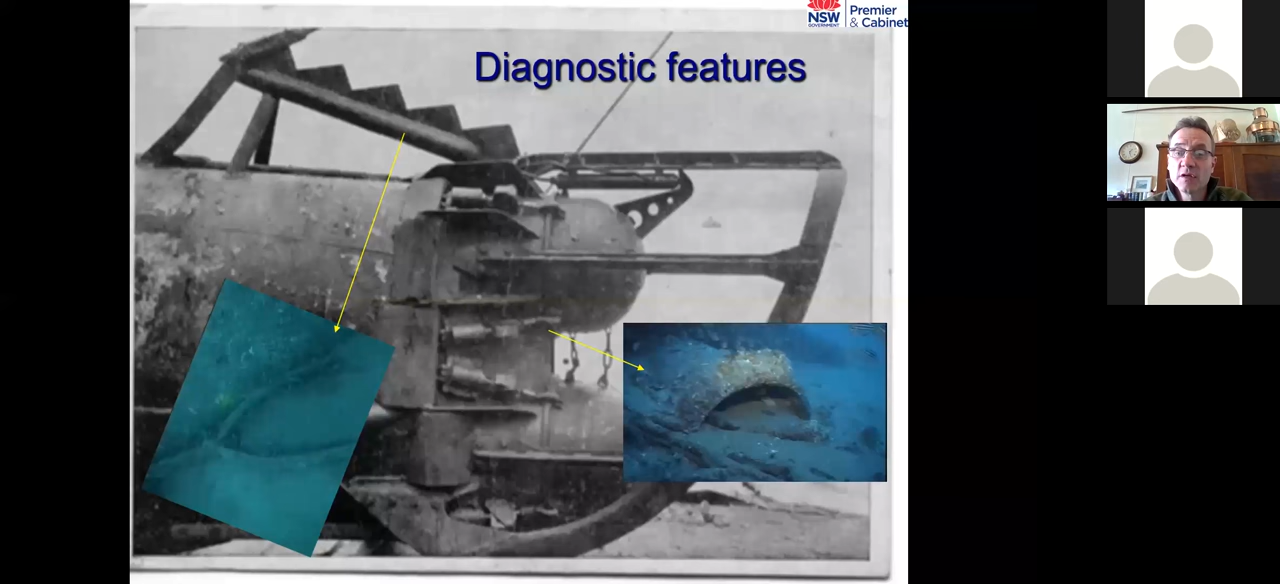 NSW
GOVERNMENT
Premier
& Cabinet
Diagnostic features